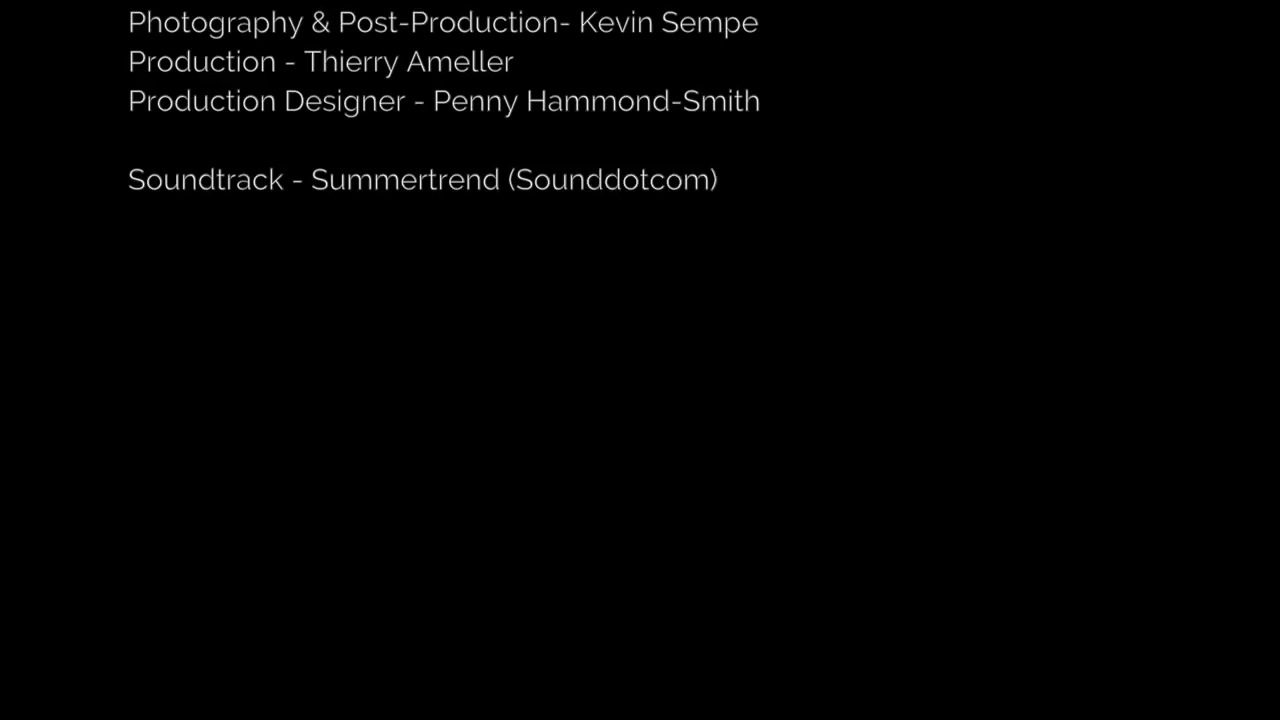 Photography & Post-Production- Kevin Sempe
Production - Thierry Ameller
Production Designer - Penny Hammond-Smith
Soundtrack - Summertrend (Sounddotcom)